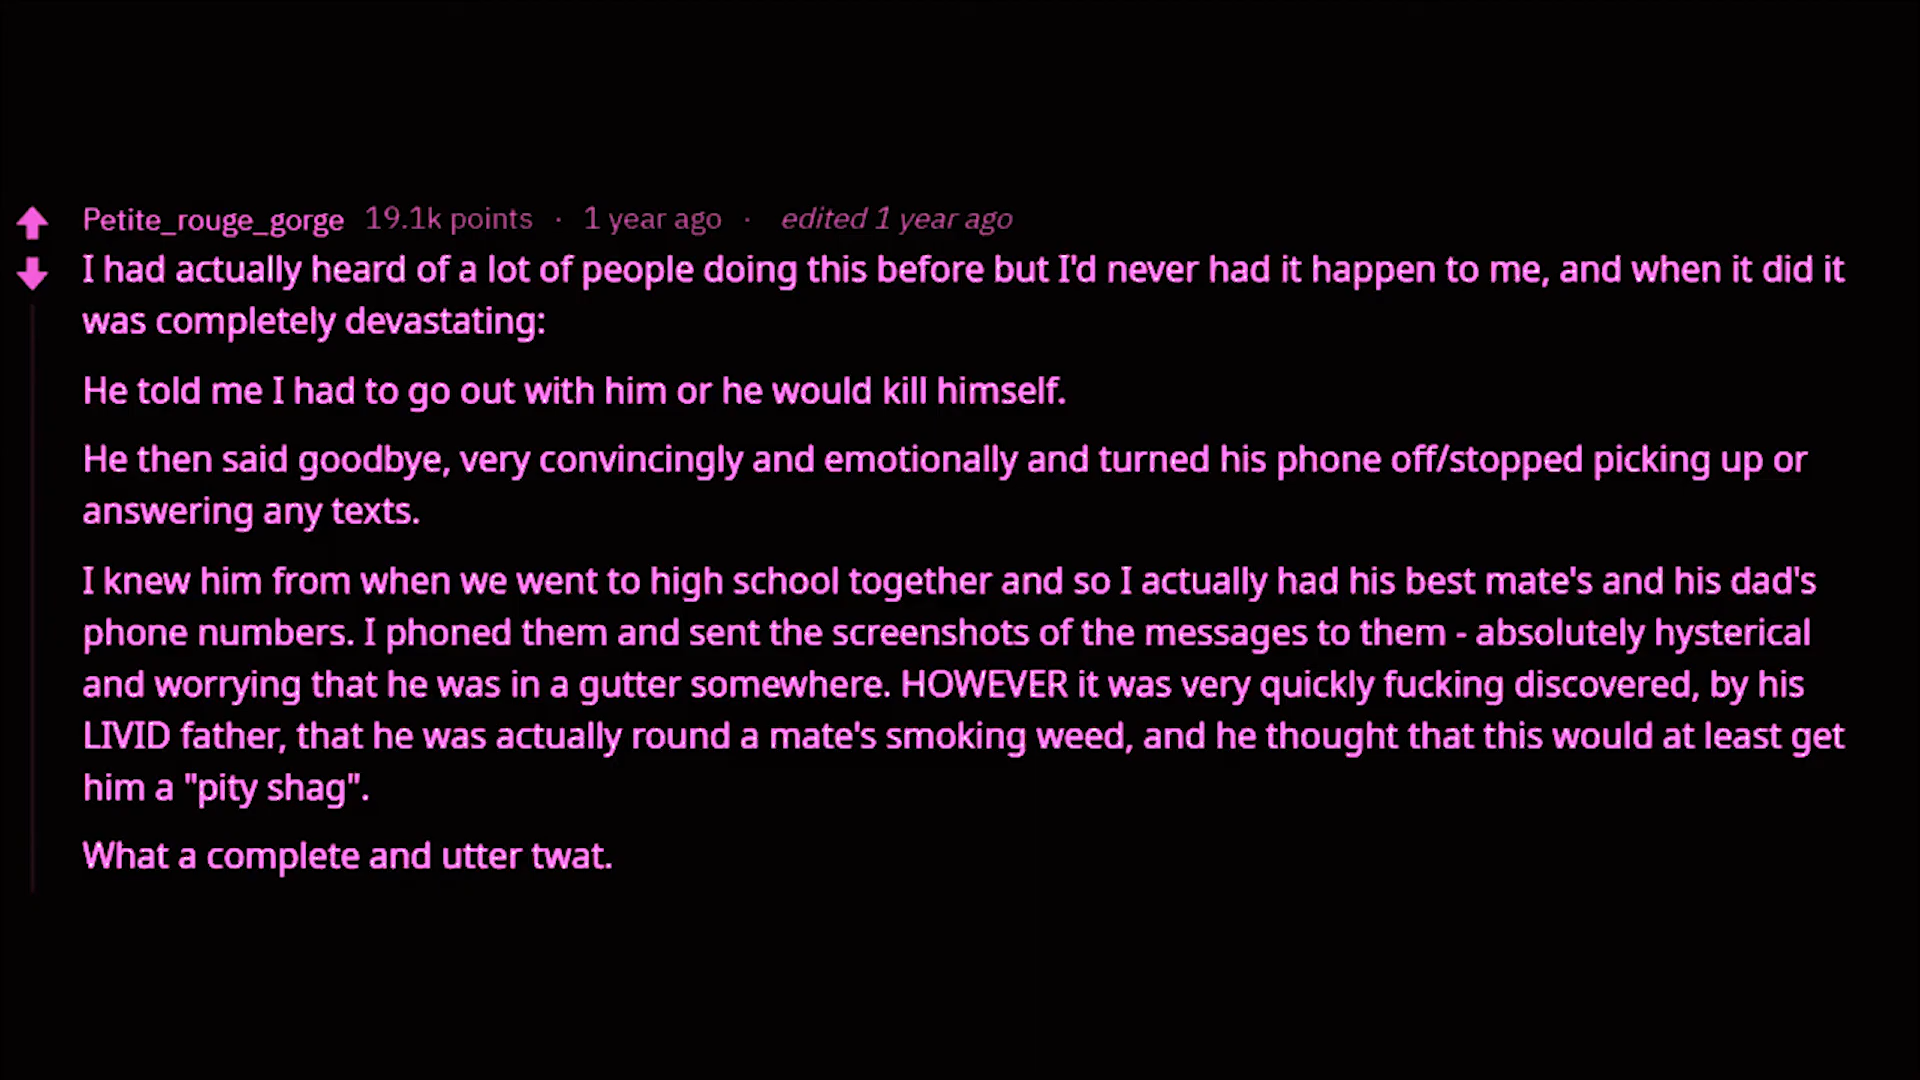 Petite_rouge_gorge 19.1k points · 1 year ago · edited 1 year ago
I had actually heard of a lot of people doing this before but I'd never had it happen to me, and when it did it
was completely devastating:
He told me I had to go out with him or he would kill himself.
He then said goodbye, very convincingly and emotionally and turned his phone off/stopped picking up or
answering any texts.
I knew him from when we went to high school together and so I actually had his best mate's and his dad's
phone numbers. I phoned them and sent the screenshots of the messages to them - absolutely hysterical
and worrying that he was in a gutter somewhere. HOWEVER it was very quickly fucking discovered, by his
LIVID father, that he was actually round a mate's smoking weed, and he thought that this would at least get
him a "pity shag".
What a complete and utter twat.